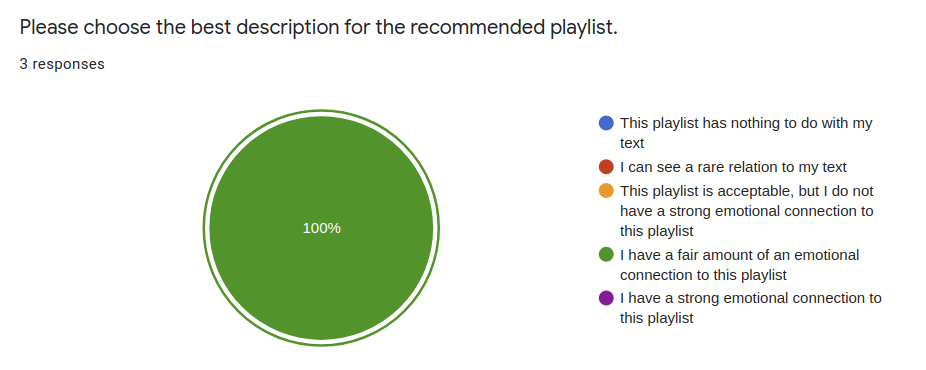 Please choose the best description for the recommended playlist.
3 responses
100%
This playlist has nothing to do with my
text
I can see a rare relation to my text
This playlist is acceptable, but I do not
have a strong emotional connection to
this playlist
I have a fair amount of an emotional
connection to this playlist
I have a strong emotional connection to
this playlist